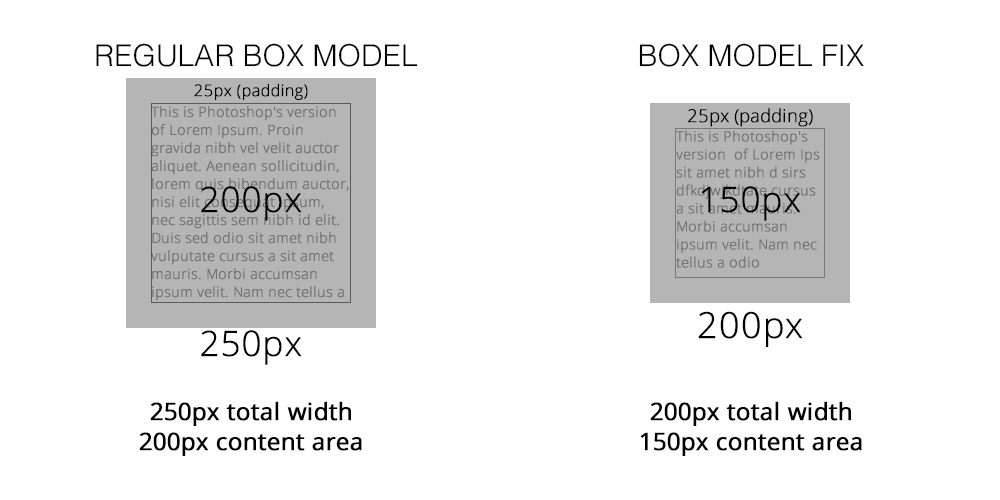 REGULAR BOX MODEL
25px (padding)
This is Photoshop's version
of Lorem Ipsum. Proin
gravida nibh vel velit auctor
aliquet. Aenean sollicitudin,
lorem quis bibendum auctor,
nisi elit consequat ipsum,
nec sagittis sem nibh id elit.
Duis sed odio sit amet nibh
vulputate cursus a sit amet
mauris. Morbi accumsan
ipsum velit. Nam nec tellus a
200px
250px
250px total width
200px content area
BOX MODEL FIX
25px (padding)
This is Photoshop's
version of Lorem Ips
sit amet nibh d sirs
cursus
a sit amet mauris.
Morbi accumsan
ipsum velit. Nam nec
tellus a odio
150px
200px
200px total width
150px content area